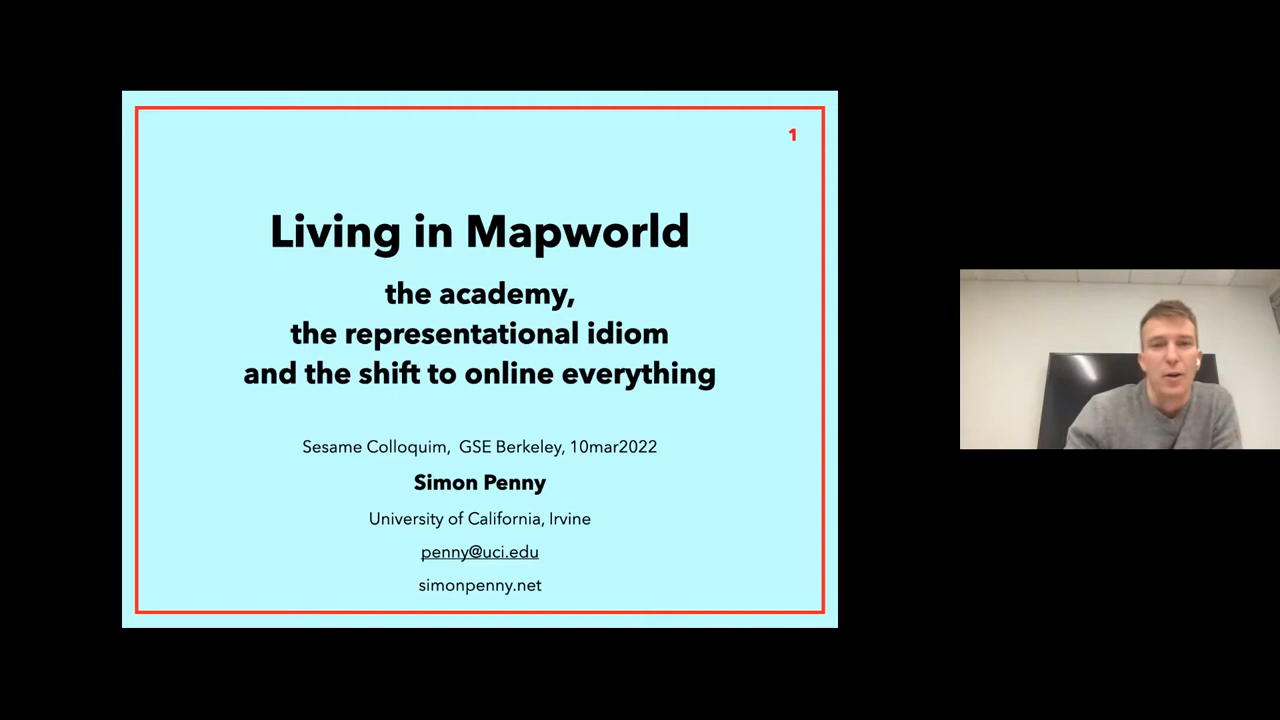 1
Living in Mapworld
the academy,
the representational idiom
and the shift to online everything
Sesame Colloquim, GSE Berkeley, 10mar2022
Simon Penny
University of California, Irvine
penny@uci.edu
simonpenny.net